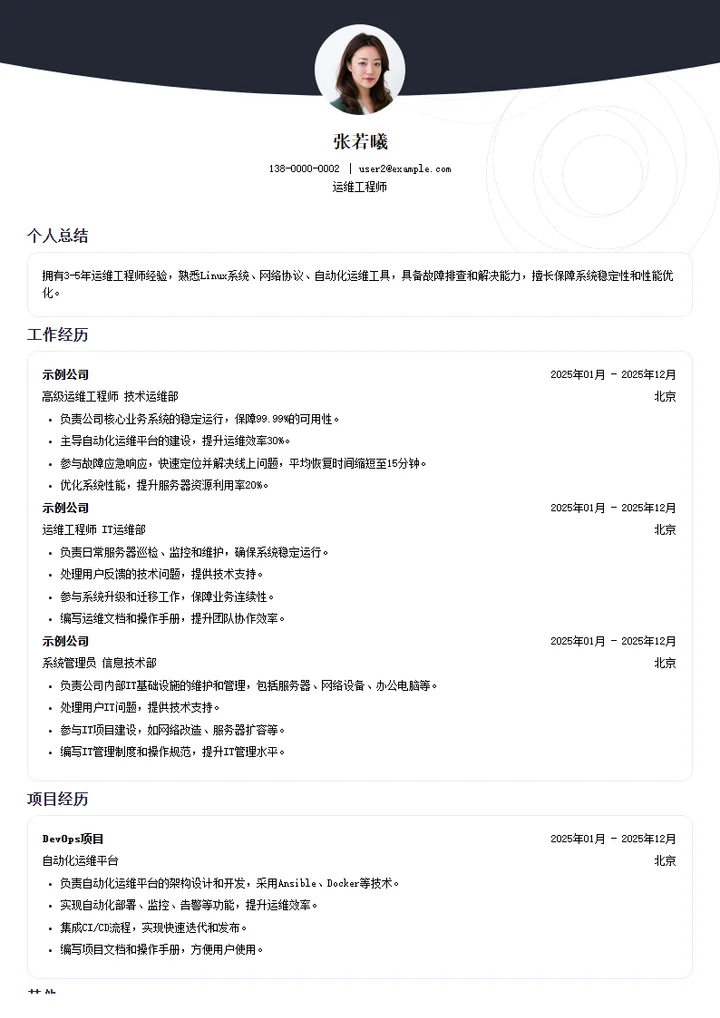 张若曦
138-0000-0002 | user2@example.com
运维工程师
个人总结
拥有3-5年运维工程师经验，熟悉Linux系统、网络协议、自动化运维工具，具备故障排查和解决能力，擅长保障系统稳定性和性能优
化。
工作经历
示例公司 2025年01月 - 2025年12月
高级运维工程师 技术运维部 北京
• 负责公司核心业务系统的稳定运行，保障99.99%的可用性。
• 主导自动化运维平台的建设，提升运维效率30%。
• 参与故障应急响应，快速定位并解决线上问题，平均恢复时间缩短至15分钟。
• 优化系统性能，提升服务器资源利用率20%。
示例公司 2025年01月 - 2025年12月
运维工程师 IT运维部 北京
• 负责日常服务器巡检、监控和维护，确保系统稳定运行。
• 处理用户反馈的技术问题，提供技术支持。
• 参与系统升级和迁移工作，保障业务连续性。
• 编写运维文档和操作手册，提升团队协作效率。
示例公司 2025年01月 - 2025年12月
系统管理员 信息技术部 北京
• 负责公司内部IT基础设施的维护和管理，包括服务器、网络设备、办公电脑等。
• 处理用户IT问题，提供技术支持。
• 参与IT项目建设，如网络改造、服务器扩容等。
• 编写IT管理制度和操作规范，提升IT管理水平。
项目经历
DevOps项目 2025年01月 - 2025年12月
自动化运维平台 北京
• 负责自动化运维平台的架构设计和开发，采用Ansible、Docker等技术。
• 实现自动化部署、监控、告警等功能，提升运维效率。
• 集成CI/CD流程，实现快速迭代和发布。
• 编写项目文档和操作手册，方便用户使用。